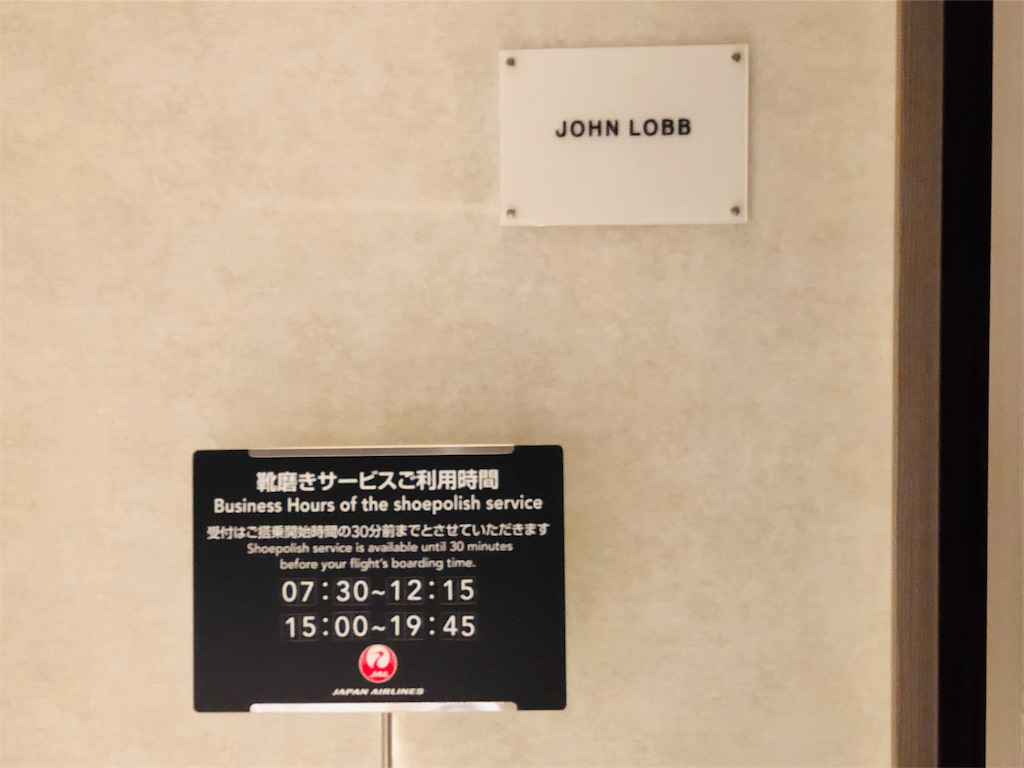 JOHN LOBB
靴磨きサービスご利用時間
Business Hours of the shoepolish service
受付はご搭乗開始時間の30分前までとさせていただきます
Shoepolish service is available until 30 minutes
before your flight's boarding time.
07:30~12:15
15:00~19:45
JAL
JAPAN AIRLINES